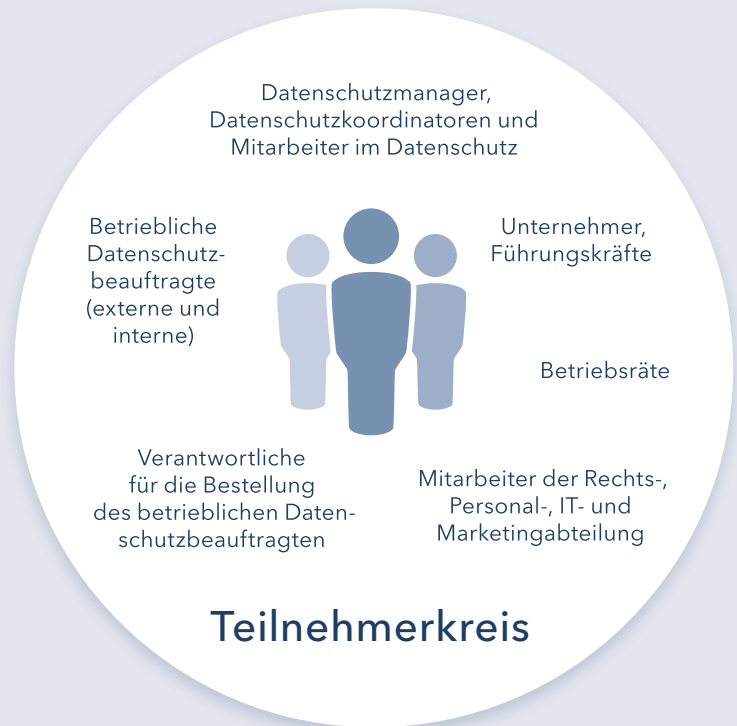 Datenschutzmanager,
Datenschutzkoordinatoren und
Mitarbeiter im Datenschutz
Betriebliche
Datenschutz-
beauftragte
(externe und
interne)
Unternehmer,
Führungskräfte
Betriebsräte
Verantwortliche
für die Bestellung
des betrieblichen Daten-
schutzbeauftragten
Mitarbeiter der Rechts-,
Personal-, IT- und
Marketingabteilung
Teilnehmerkreis